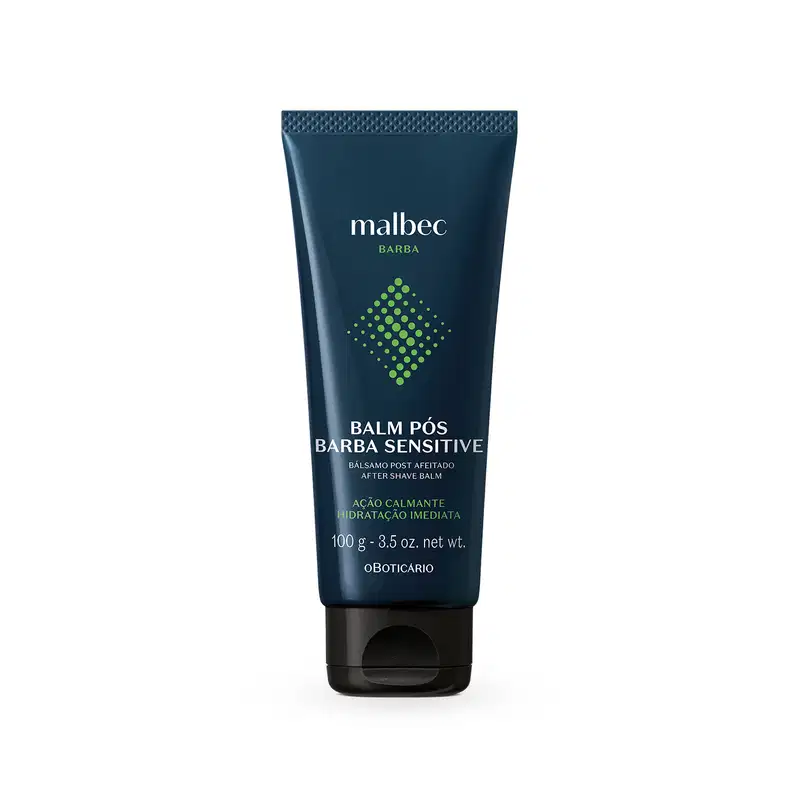 malbec
BARBA
BALM PÓS
BARBA SENSITIVE
BÁLSAMO POST AFEITADO
AFTER SHAVE BALM
AÇÃO CALMANTE
HIDRATAÇÃO IMEDIATA
100 g - 3.5 oz. net wt.
oBOTICÁRIO